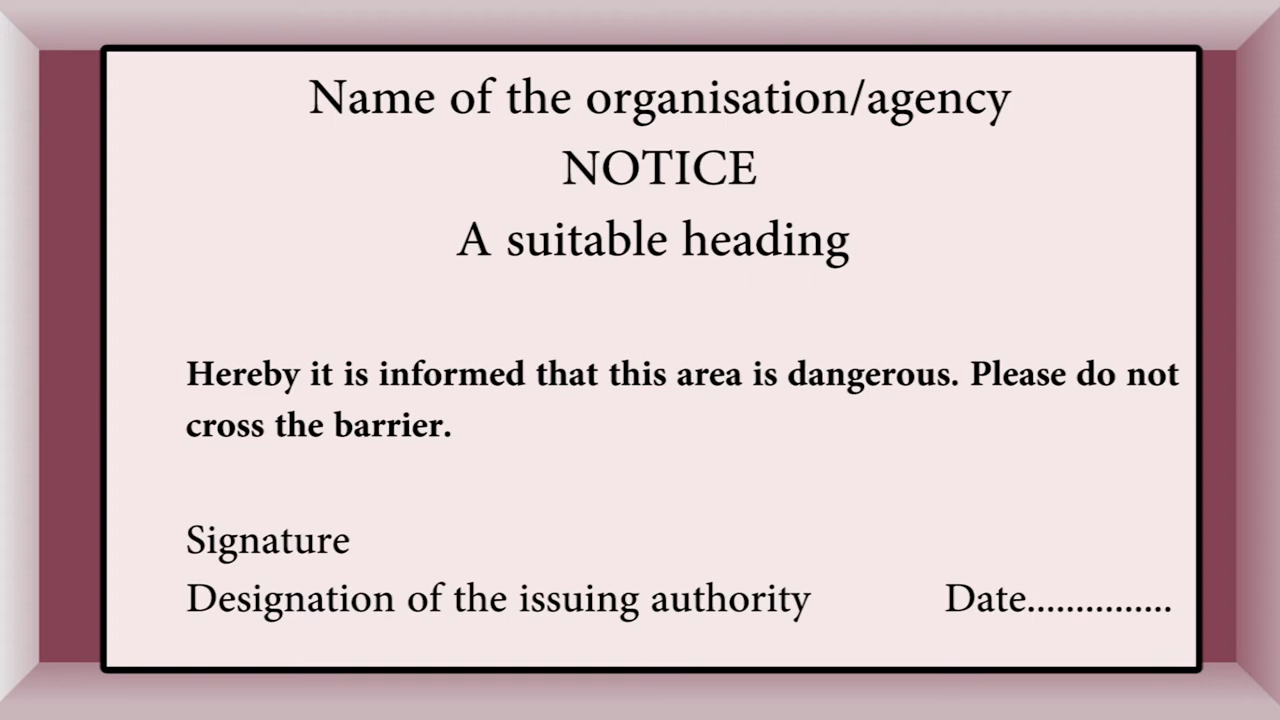 Name of the organisation/agency
NOTICE
A suitable heading
Hereby it is informed that this area is dangerous. Please do not
cross the barrier.
Signature
Designation of the issuing authority Date...............